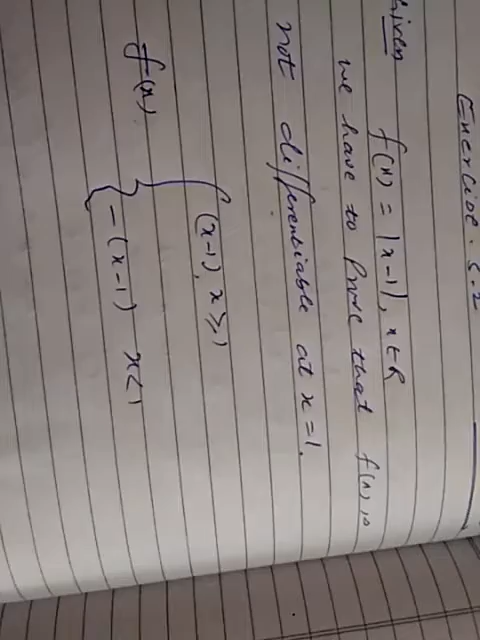 Exercise. 5.2
Given f(x) = |x-1|, x ∈ R
we have to prove that f(x) is
not differentiable at x = 1.
f(x) { (x-1), x ≥ 1
-(x-1) x < 1